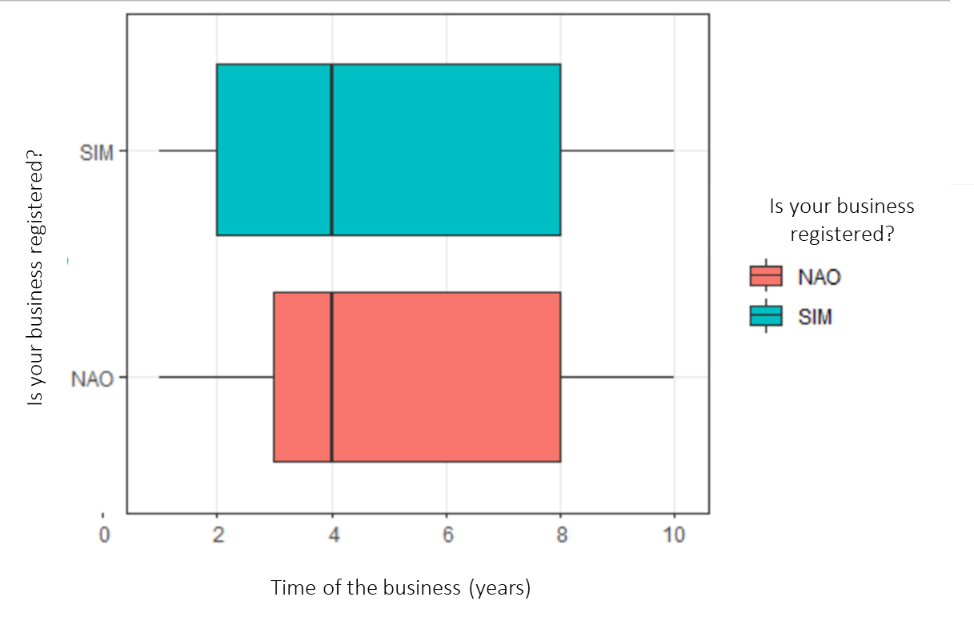 Is your business registered?
SIM
NAO
0 2 4 6 8 10
Time of the business (years)
Is your business
registered?
NAO
SIM